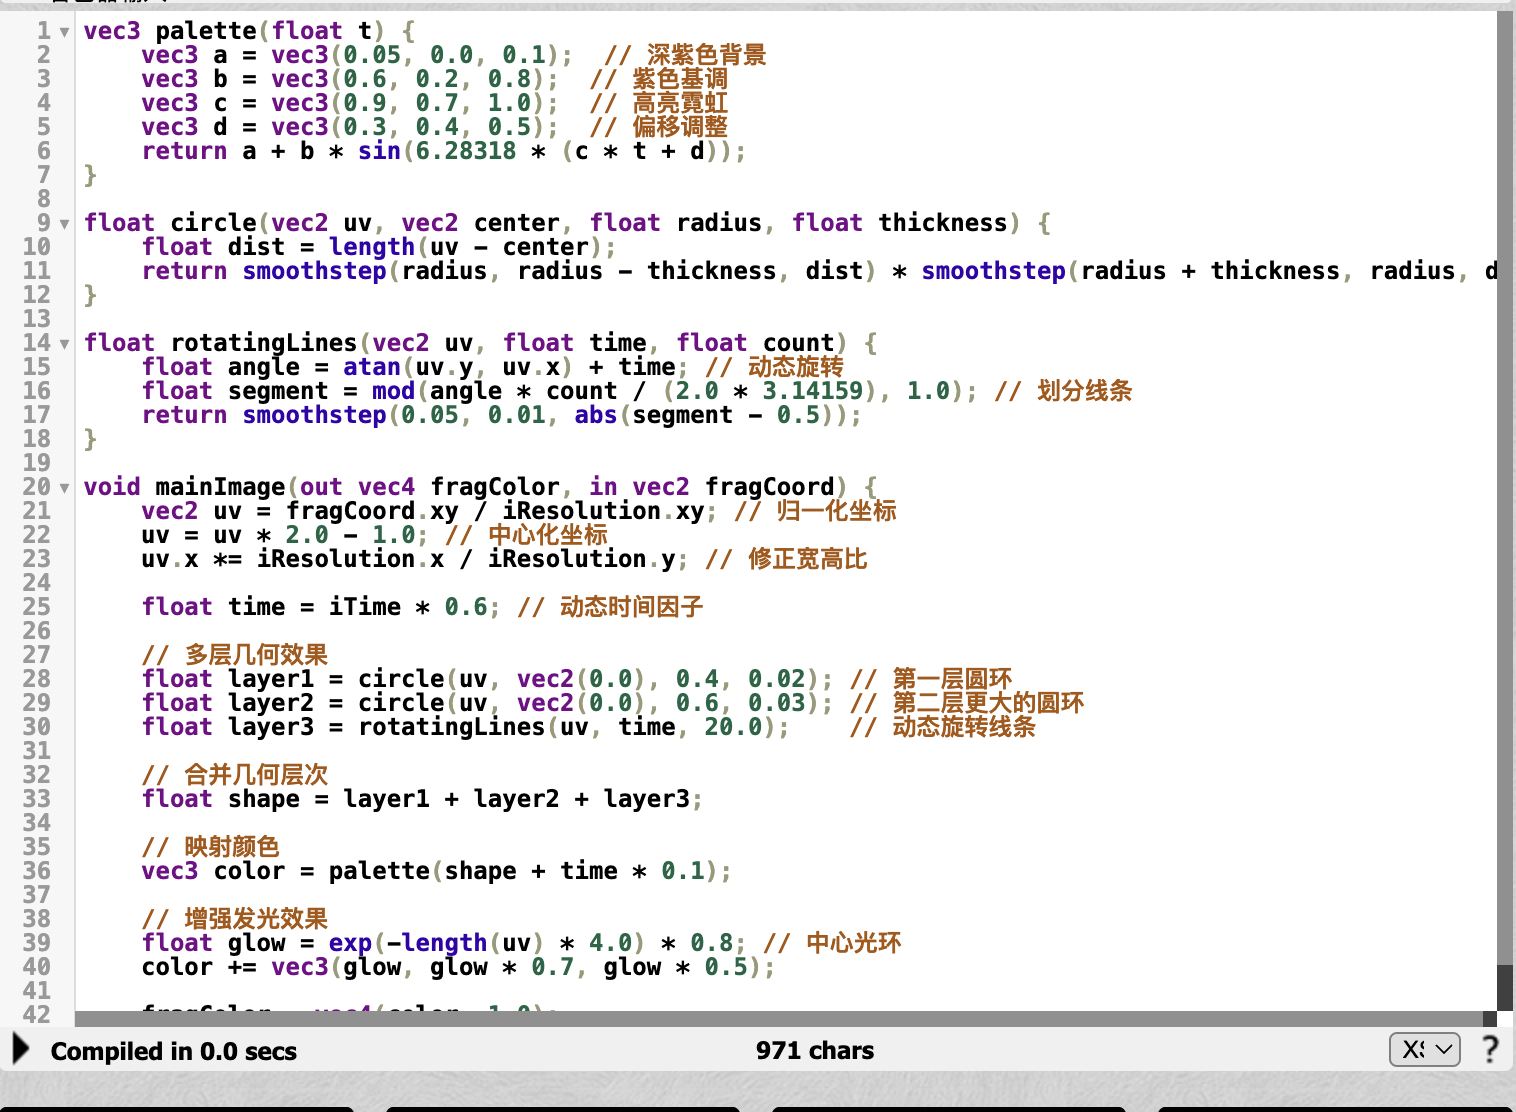 1 vec3 palette(float t) {
2 vec3 a = vec3(0.05, 0.0, 0.1); // 深紫色背景
3 vec3 b = vec3(0.6, 0.2, 0.8); // 紫色基调
4 vec3 c = vec3(0.9, 0.7, 1.0); // 高亮霓虹
5 vec3 d = vec3(0.3, 0.4, 0.5); // 偏移调整
6 return a + b * sin(6.28318 * (c * t + d));
7 }
8
9 float circle(vec2 uv, vec2 center, float radius, float thickness) {
10 float dist = length(uv - center);
11 return smoothstep(radius, radius - thickness, dist) * smoothstep(radius + thickness, radius, d
12 }
13
14 float rotatingLines(vec2 uv, float time, float count) {
15 float angle = atan(uv.y, uv.x) + time; // 动态旋转
16 float segment = mod(angle * count / (2.0 * 3.14159), 1.0); // 划分线条
17 return smoothstep(0.05, 0.01, abs(segment - 0.5));
18 }
19
20 void mainImage(out vec4 fragColor, in vec2 fragCoord) {
21 vec2 uv = fragCoord.xy / iResolution.xy; // 归一化坐标
22 uv = uv * 2.0 - 1.0; // 中心化坐标
23 uv.x *= iResolution.x / iResolution.y; // 修正宽高比
24
25 float time = iTime * 0.6; // 动态时间因子
26
27 // 多层几何效果
28 float layer1 = circle(uv, vec2(0.0), 0.4, 0.02); // 第一层圆环
29 float layer2 = circle(uv, vec2(0.0), 0.6, 0.03); // 第二层更大的圆环
30 float layer3 = rotatingLines(uv, time, 20.0); // 动态旋转线条
31
32 // 合并几何层次
33 float shape = layer1 + layer2 + layer3;
34
35 // 映射颜色
36 vec3 color = palette(shape + time * 0.1);
37
38 // 增强发光效果
39 float glow = exp(-length(uv) * 4.0) * 0.8; // 中心光环
40 color += vec3(glow, glow * 0.7, glow * 0.5);
41
42 fragColor = vec4(color, 1.0);
Compiled in 0.0 secs
971 chars
?